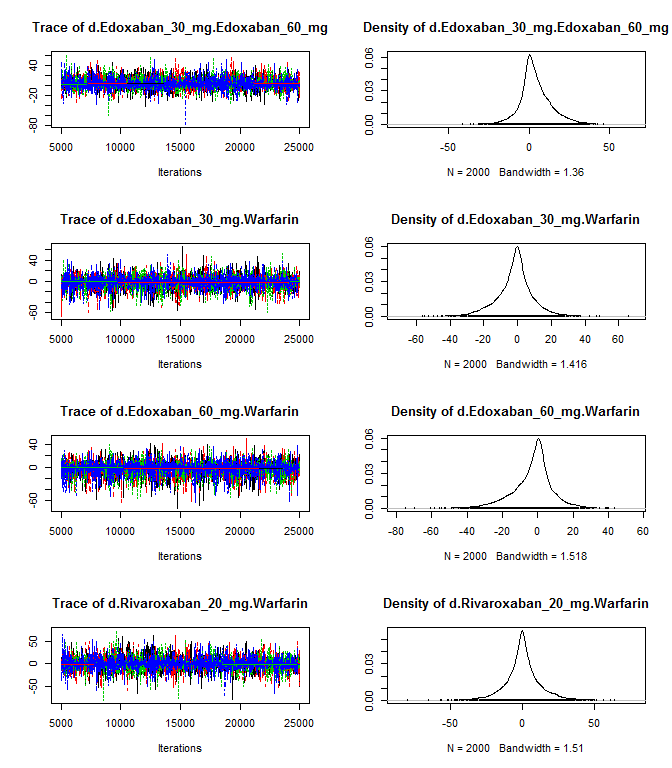 Trace of d.Edoxaban_30_mg.Edoxaban_60_mg
40
-20
-80
5000 10000 15000 20000 25000
Iterations
Density of d.Edoxaban_30_mg.Edoxaban_60_mg
0.06
0.03
0.00
-50 0 50
N = 2000 Bandwidth = 1.36
Trace of d.Edoxaban_30_mg.Warfarin
40
0
-60
5000 10000 15000 20000 25000
Iterations
Density of d.Edoxaban_30_mg.Warfarin
0.06
0.03
0.00
-60 -40 -20 0 20 40 60
N = 2000 Bandwidth = 1.416
Trace of d.Edoxaban_60_mg.Warfarin
40
0
-60
5000 10000 15000 20000 25000
Iterations
Density of d.Edoxaban_60_mg.Warfarin
0.06
0.03
0.00
-80 -60 -40 -20 0 20 40 60
N = 2000 Bandwidth = 1.518
Trace of d.Rivaroxaban_20_mg.Warfarin
50
0
-50
5000 10000 15000 20000 25000
Iterations
Density of d.Rivaroxaban_20_mg.Warfarin
0.03
0.00
-50 0 50
N = 2000 Bandwidth = 1.51